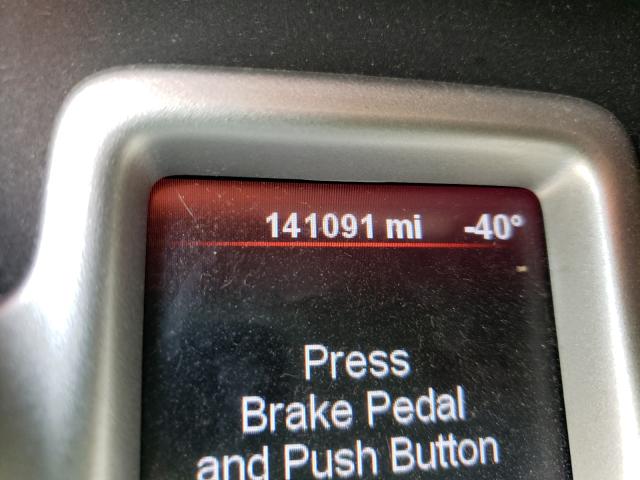 141091 mi -40°
Press
Brake Pedal
and Push Button